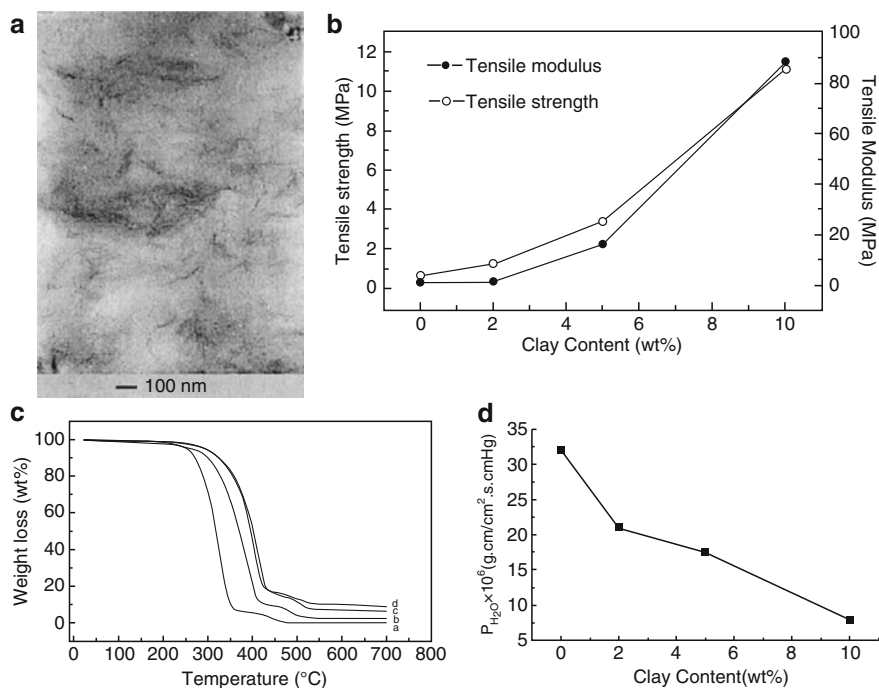 a
100 nm
b
Tensile modulus
Tensile strength
Tensile strength (MPa)
12
10
8
6
4
2
0
100
80
60
40
20
0
Tensile Modulus (MPa)
0 2 4 6 8 10
Clay Content (wt%)
c
Weight loss (wt%)
100
80
60
40
20
0
d
c
b
a
0 100 200 300 400 500 600 700 800
Temperature (°C)
d
P_H₂O×10⁶(g.cm/cm².s.cmHg)
35
30
25
20
15
10
5
0 2 4 6 8 10
Clay Content(wt%)